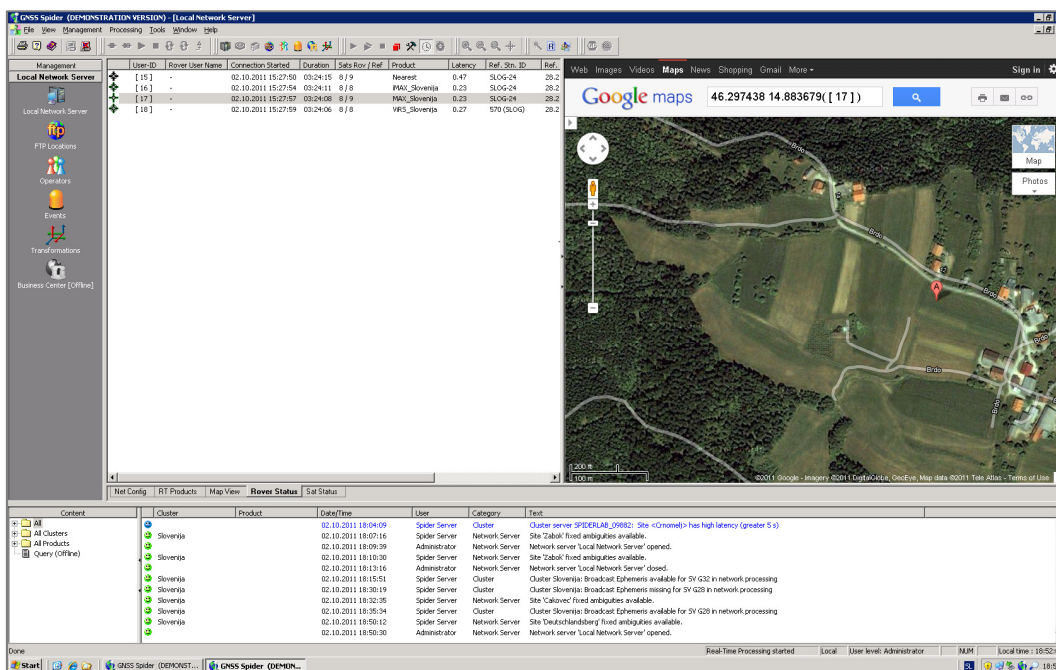 GNSS Spider (DEMONSTRATION VERSION) - [Local Network Server]
File View Management Processing Tools Window Help
Management
Local Network Server
Local Network Server
FTP Locations
Operators
Events
Transformations
Business Center [Offline]
User-ID Rover User Name Connection Started Duration Sats Rov / Ref Product Latency Ref. Stn. ID Ref.
[ 15 ] - 02.10.2011 15:27:50 03:24:15 8 / 9 Nearest 0.47 SLOG-24 28.2
[ 16 ] - 02.10.2011 15:27:54 03:24:11 8 / 8 iMAX_Slovenija 0.23 SLOG-24 28.2
[ 17 ] - 02.10.2011 15:27:57 03:24:08 8 / 9 MAX_Slovenija 0.23 SLOG-24 28.2
[ 18 ] - 02.10.2011 15:27:59 03:24:06 8 / 8 VIRS_Slovenija 0.27 570 (SLOG) 28.2
Net Config RT Products Map View Rover Status Sat Status
Web Images Videos Maps News Shopping Gmail More Sign in
Google maps 46.297438 14.883679( [ 17 ] )
Map
Photos
Brdo
Brdo
A
Brdo
Brdo
Brdo
Brdo
200 ft
100 m
©2011 Google - Imagery ©2011 DigitalGlobe, GeoEye, Map data ©2011 Tele Atlas - Terms of Use
Content
All
All Clusters
All Products
Query (Offline)
Cluster Product Date/Time User Category Text
02.10.2011 18:04:09 Spider Server Cluster Cluster server SPIDERLAB_09882: Site <Crnomelj> has high latency (greater 5 s)
Slovenija 02.10.2011 18:07:16 Spider Server Network Server Site 'Zabok' fixed ambiguities available.
02.10.2011 18:09:39 Administrator Network Server Network server 'Local Network Server' opened.
Slovenija 02.10.2011 18:10:30 Spider Server Network Server Site 'Zabok' fixed ambiguities available.
02.10.2011 18:13:16 Administrator Network Server Network server 'Local Network Server' closed.
Slovenija 02.10.2011 18:15:51 Spider Server Cluster Cluster Slovenija: Broadcast Ephemeris available for SV G32 in network processing
Slovenija 02.10.2011 18:30:19 Spider Server Cluster Cluster Slovenija: Broadcast Ephemeris missing for SV G28 in network processing
Slovenija 02.10.2011 18:32:35 Spider Server Network Server Site 'Cakovec' fixed ambiguities available.
Slovenija 02.10.2011 18:35:34 Spider Server Cluster Cluster Slovenija: Broadcast Ephemeris available for SV G28 in network processing
Slovenija 02.10.2011 18:50:12 Spider Server Network Server Site 'Deutschlandsberg' fixed ambiguities available.
02.10.2011 18:50:30 Administrator Network Server Network server 'Local Network Server' opened.
Done Real-Time Processing started Local User level: Administrator NUM Local time : 18:52:
Start GNSS Spider (DEMONST... GNSS Spider (DEMON... SL 18:5